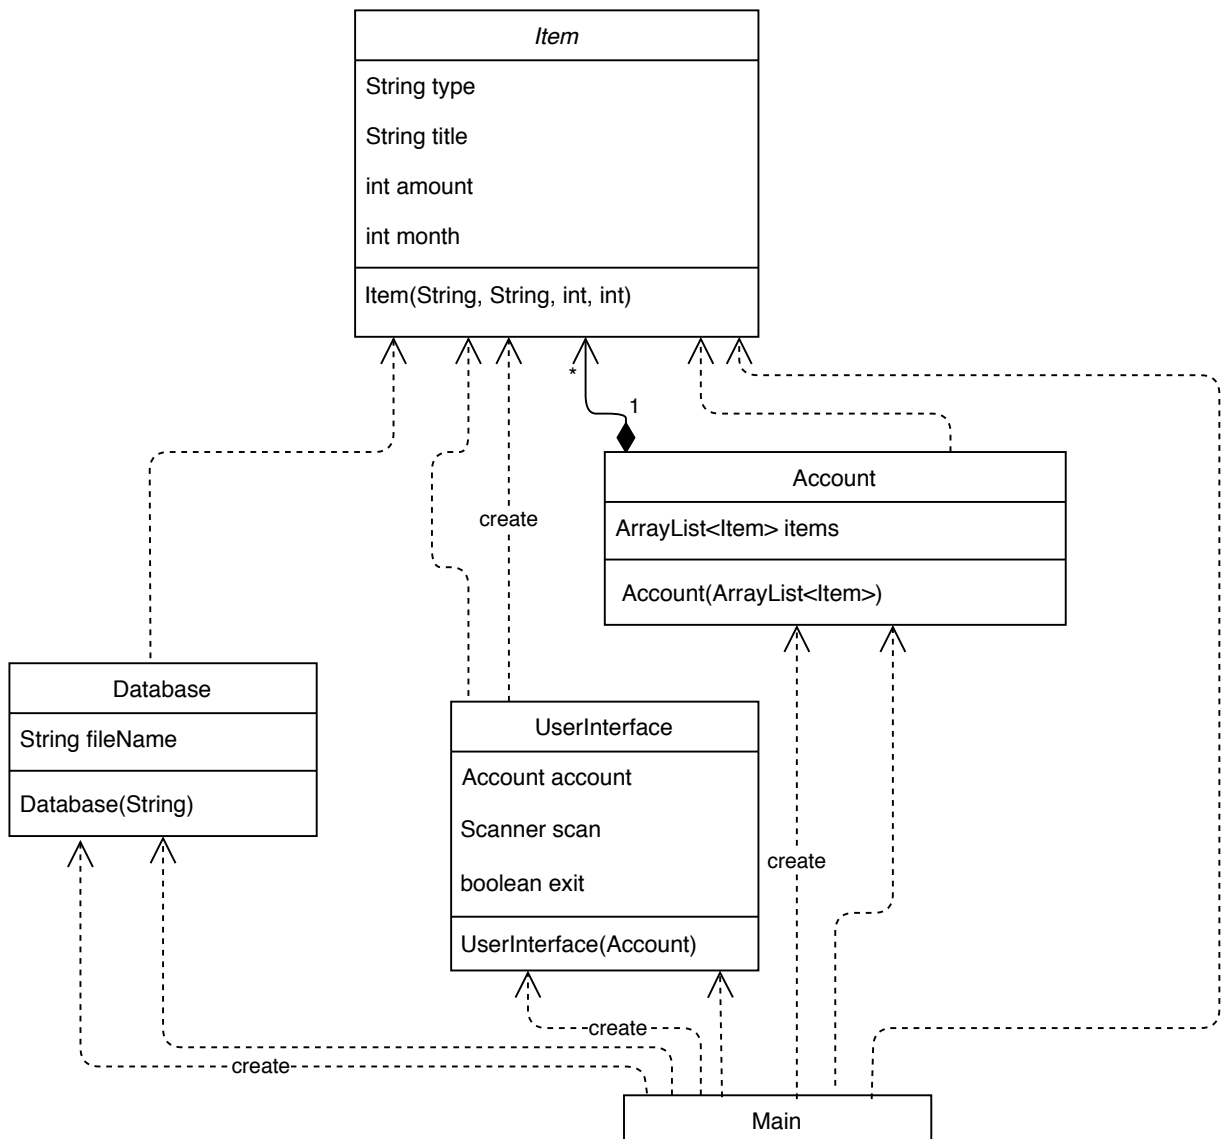 Item
String type
String title
int amount
int month
Item(String, String, int, int)
*
1
Account
create
ArrayList<Item> items
Account(ArrayList<Item>)
Database
String fileName
Database(String)
UserInterface
Account account
Scanner scan
boolean exit
UserInterface(Account)
create
create
create
Main